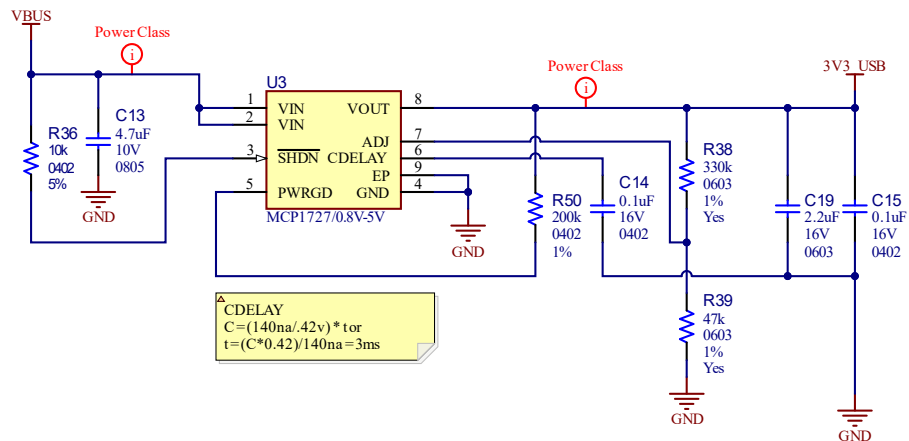 VBUS
Power Class
i
R36
10k
0402
5%
C13
4.7uF
10V
0805
GND
U3
1
VIN
2
VIN
3
SHDN
5
PWRGD
VOUT
8
ADJ
7
CDELAY
6
EP
9
GND
4
MCP1727/0.8V-5V
GND
Power Class
i
R50
200k
0402
1%
C14
0.1uF
16V
0402
R38
330k
0603
1%
Yes
R39
47k
0603
1%
Yes
GND
3V3_USB
C19
2.2uF
16V
0603
C15
0.1uF
16V
0402
GND
CDELAY
C=(140na/.42v)* tor
t=(C*0.42)/140na=3ms